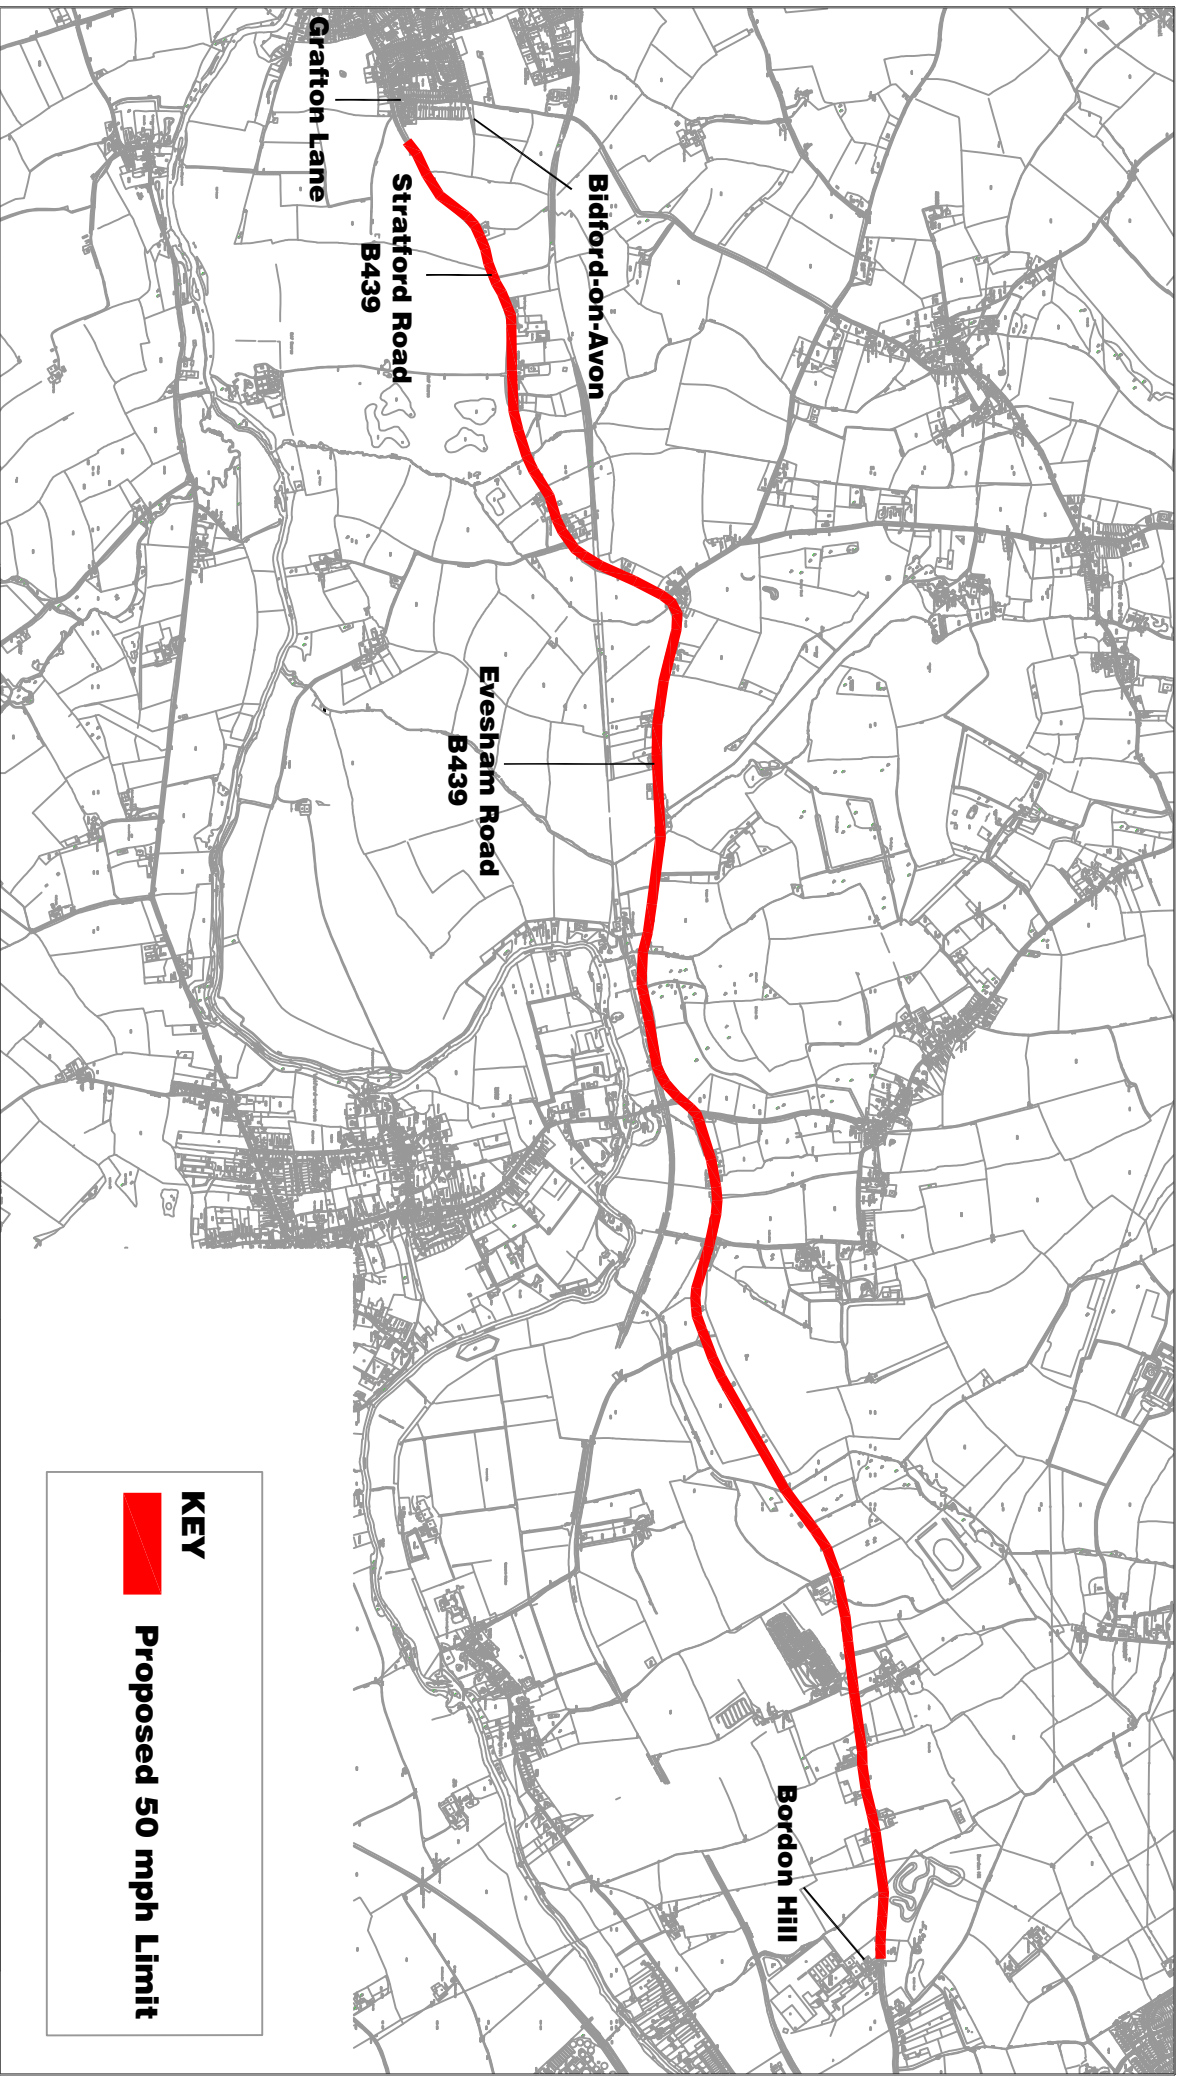 Grafton Lane
Bidford-on-Avon
Stratford Road
B439
Evesham Road
B439
Bordon Hill
KEY
Proposed 50 mph Limit